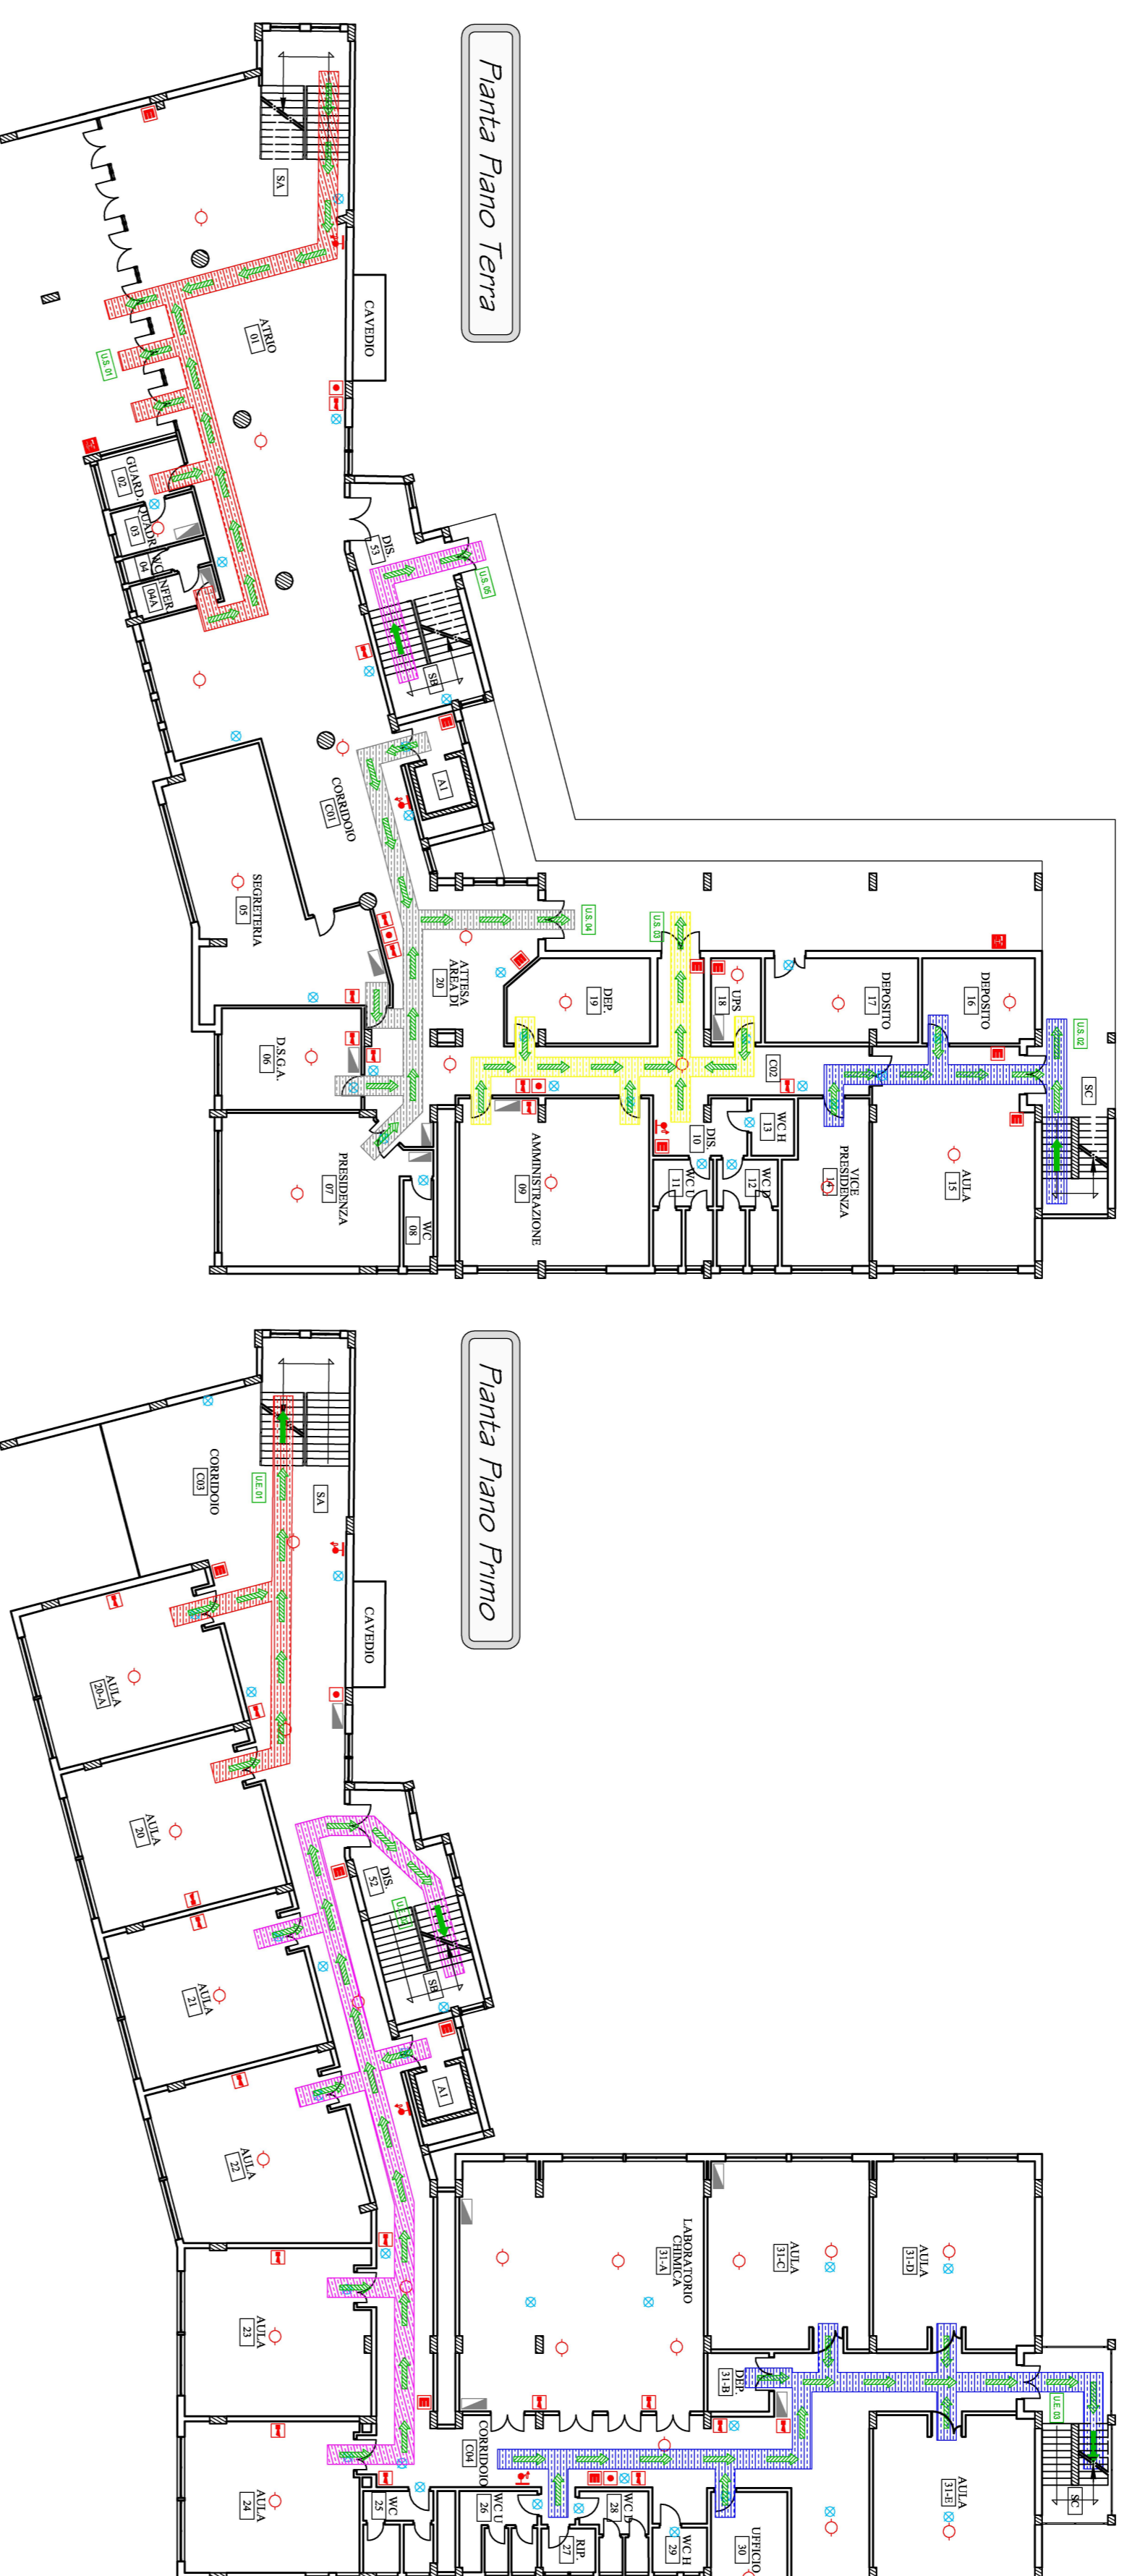 Pianta Piano Terra
SA
CAVEDIO
ATRIO
01
U.S. 01
GUARD.
02
QUADR.
03
WC
04
INFER.
04A
DIS.
53
U.S. 05
SB
A1
CORRIDOIO
C01
SEGRETERIA
05
ATTESA
AREA DI
20
U.S. 04
U.S. 03
DEP.
19
UPS
18
DEPOSITO
17
DEPOSITO
16
U.S. 02
SC
C02
D.S.G.A.
06
PRESIDENZA
07
WC
08
AMMINISTRAZIONE
09
DIS.
10
WC U
11
WC D
12
WC H
13
VICE
PRESIDENZA
14
AULA
15
Pianta Piano Primo
SA
CAVEDIO
CORRIDOIO
C03
U.E. 01
AULA
20-A
AULA
20
AULA
21
AULA
22
AULA
23
AULA
24
DIS.
52
SB
A1
LABORATORIO
CHIMICA
31-A
AULA
31-C
AULA
31-D
DEP.
31-B
U.E. 03
SC
CORRIDOIO
C04
WC
25
WC U
26
RIP.
27
WC D
28
WC H
29
UFFICIO
30
AULA
31-E